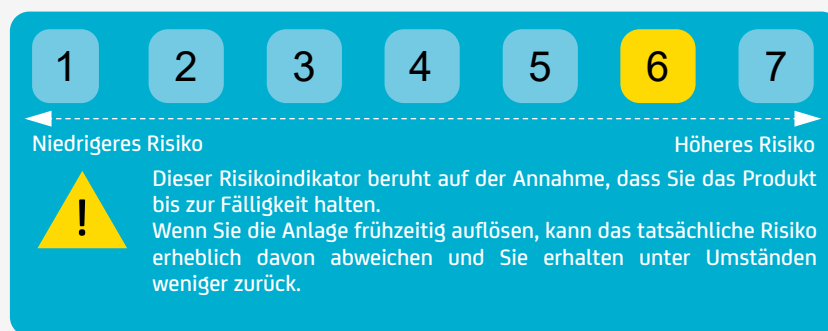 1 2 3 4 5 6 7
Niedrigeres Risiko Höheres Risiko
! Dieser Risikoindikator beruht auf der Annahme, dass Sie das Produkt
bis zur Fälligkeit halten.
Wenn Sie die Anlage frühzeitig auflösen, kann das tatsächliche Risiko
erheblich davon abweichen und Sie erhalten unter Umständen
weniger zurück.